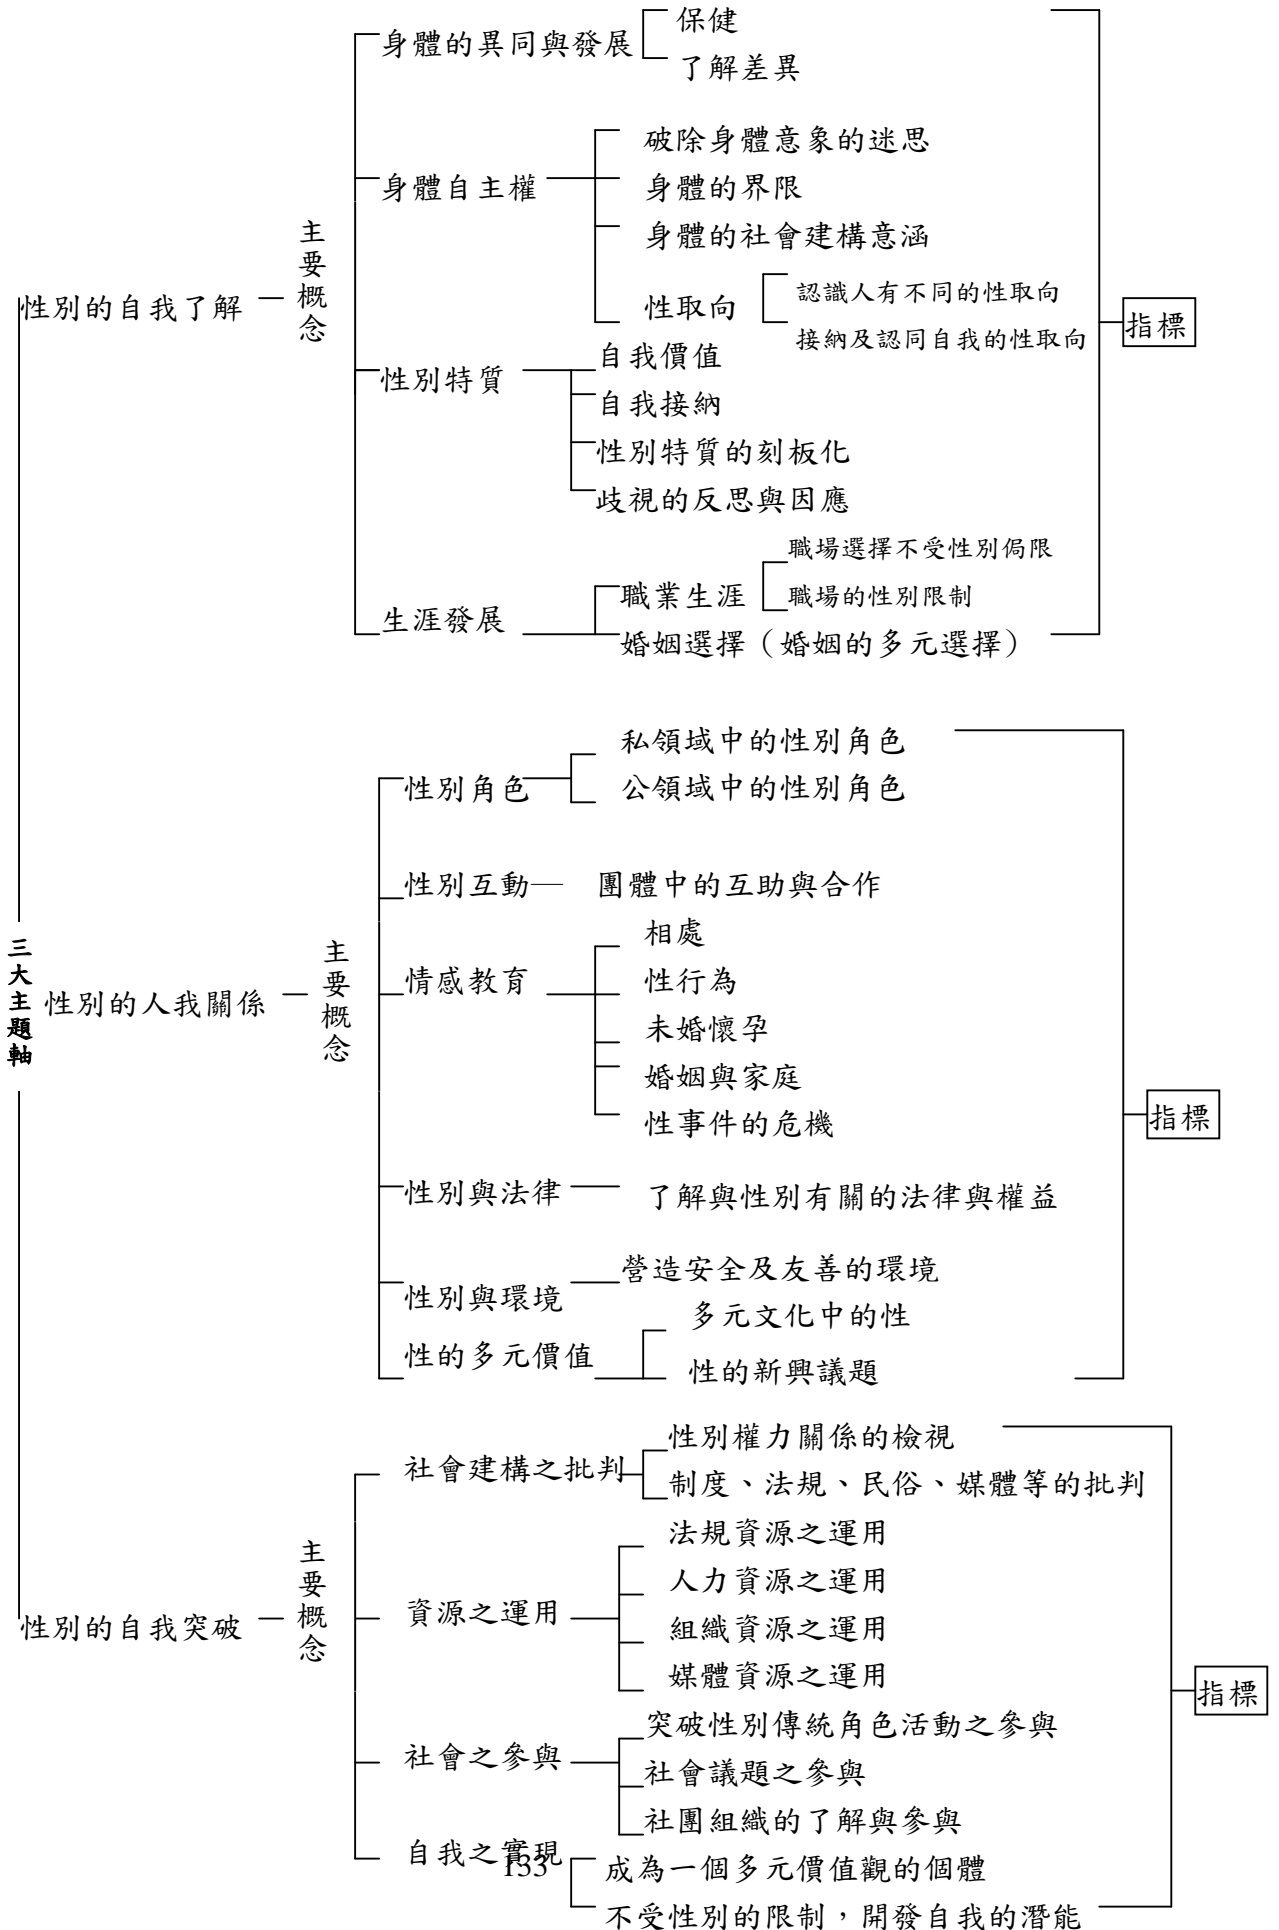 三大主題軸
性別的自我了解
主要概念
身體的異同與發展
保健
了解差異
身體自主權
破除身體意象的迷思
身體的界限
身體的社會建構意涵
性取向
認識人有不同的性取向
接納及認同自我的性取向
性別特質
自我價值
自我接納
性別特質的刻板化
歧視的反思與因應
生涯發展
職業生涯
職場選擇不受性別侷限
職場的性別限制
婚姻選擇（婚姻的多元選擇）
指標
性別的人我關係
主要概念
性別角色
私領域中的性別角色
公領域中的性別角色
性別互動
團體中的互助與合作
情感教育
相處
性行為
未婚懷孕
婚姻與家庭
性事件的危機
性別與法律
了解與性別有關的法律與權益
性別與環境
營造安全及友善的環境
性的多元價值
多元文化中的性
性的新興議題
指標
性別的自我突破
主要概念
社會建構之批判
性別權力關係的檢視
制度、法規、民俗、媒體等的批判
資源之運用
法規資源之運用
人力資源之運用
組織資源之運用
媒體資源之運用
社會之參與
突破性別傳統角色活動之參與
社會議題之參與
社團組織的了解與參與
自我之實現
成為一個多元價值觀的個體
不受性別的限制，開發自我的潛能
指標
133